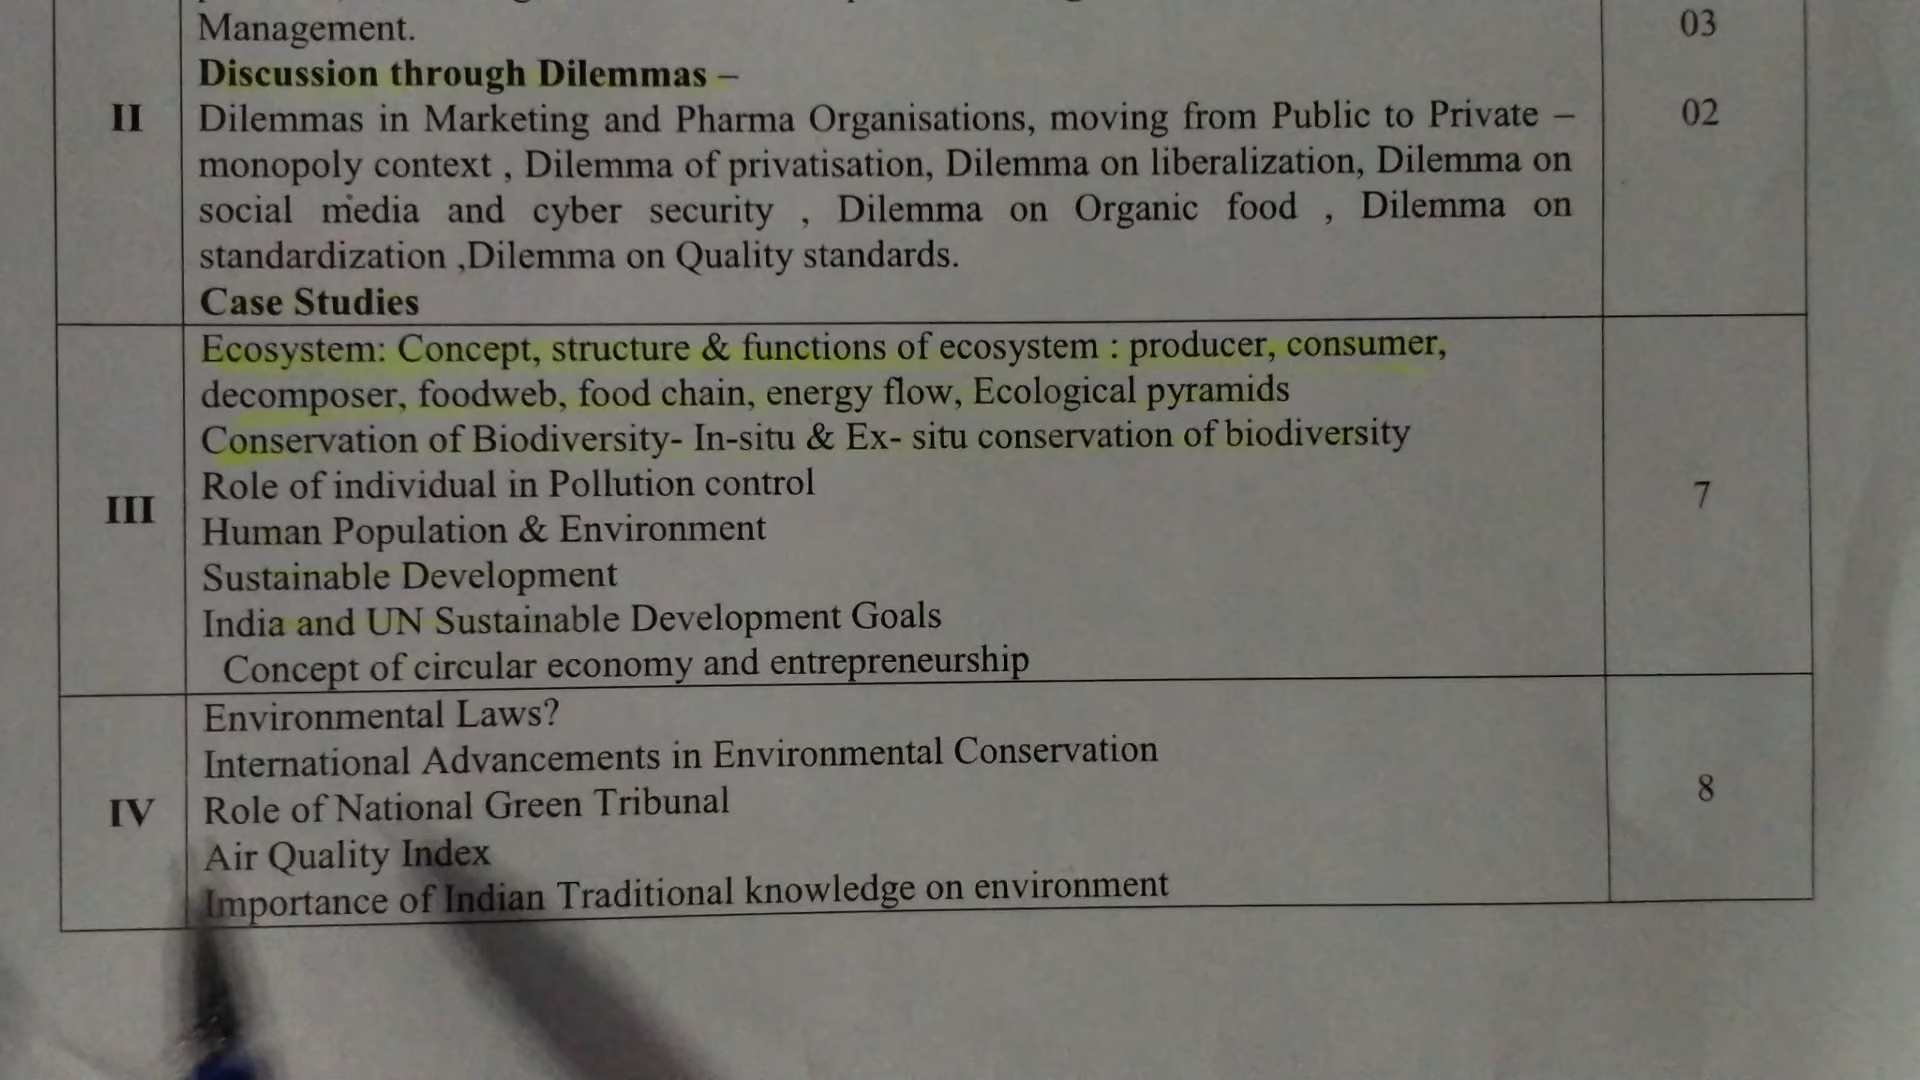 Management.
03
Discussion through Dilemmas –
II
Dilemmas in Marketing and Pharma Organisations, moving from Public to Private –
02
monopoly context , Dilemma of privatisation, Dilemma on liberalization, Dilemma on
social media and cyber security , Dilemma on Organic food , Dilemma on
standardization ,Dilemma on Quality standards.
Case Studies
Ecosystem: Concept, structure & functions of ecosystem : producer, consumer,
decomposer, foodweb, food chain, energy flow, Ecological pyramids
Conservation of Biodiversity- In-situ & Ex- situ conservation of biodiversity
Role of individual in Pollution control
III
7
Human Population & Environment
Sustainable Development
India and UN Sustainable Development Goals
Concept of circular economy and entrepreneurship
Environmental Laws?
International Advancements in Environmental Conservation
IV
Role of National Green Tribunal
8
Air Quality Index
Importance of Indian Traditional knowledge on environment